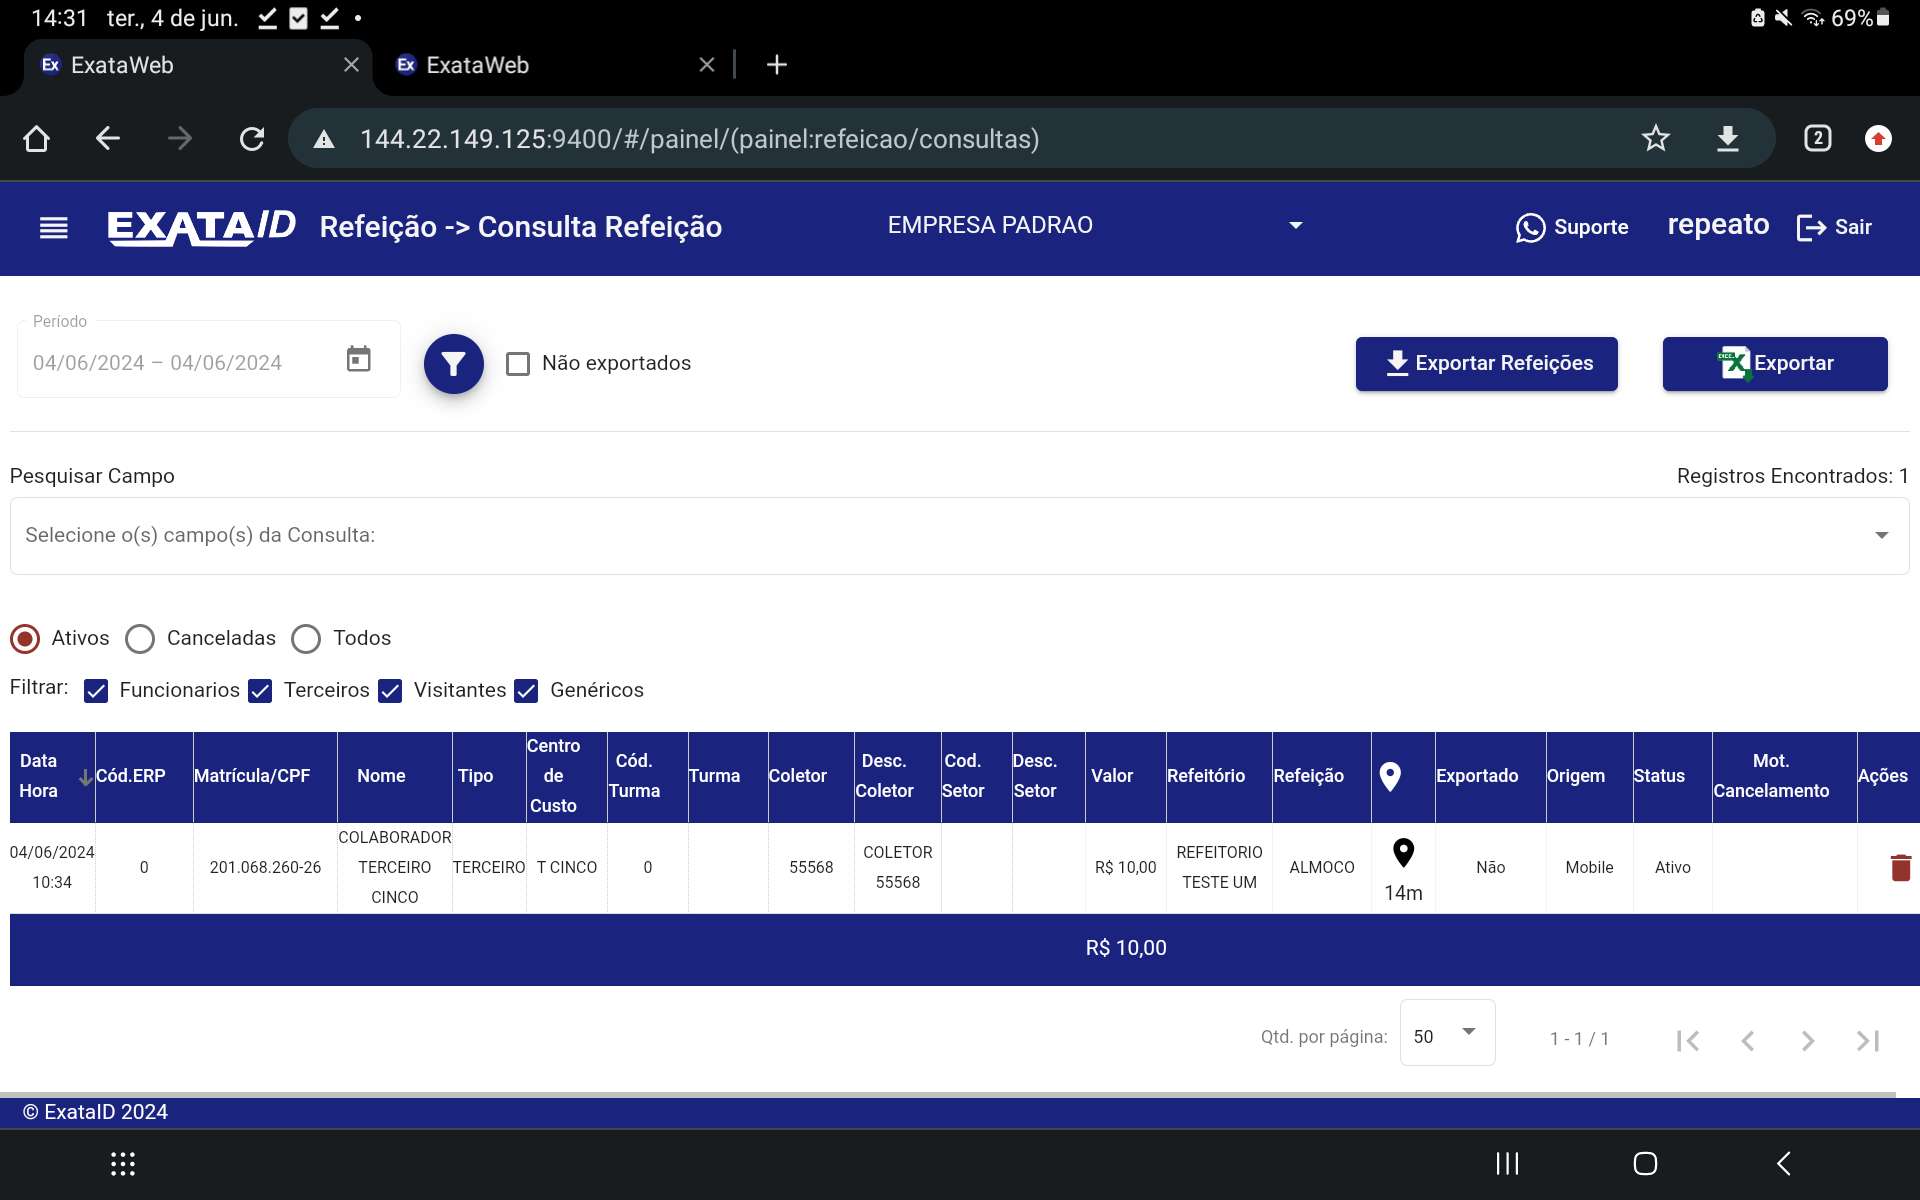 14:31 ter., 4 de jun.
69%
Ex ExataWeb
Ex ExataWeb
144.22.149.125:9400/#/painel/(painel:refeicao/consultas)
2
EXATAID
Refeição -> Consulta Refeição
EMPRESA PADRAO
Suporte
repeato
Sair
Período
04/06/2024 – 04/06/2024
Não exportados
Exportar Refeições
Exportar
Pesquisar Campo
Registros Encontrados: 1
Selecione o(s) campo(s) da Consulta:
Ativos Canceladas Todos
Filtrar: Funcionarios Terceiros Visitantes Genéricos
Data Hora
Cód.ERP
Matrícula/CPF
Nome
Tipo
Centro de Custo
Cód. Turma
Turma
Coletor
Desc. Coletor
Cod. Setor
Desc. Setor
Valor
Refeitório
Refeição
Exportado
Origem
Status
Mot. Cancelamento
Ações
04/06/2024 10:34
0
201.068.260-26
COLABORADOR TERCEIRO CINCO
TERCEIRO
T CINCO
0
55568
COLETOR 55568
R$ 10,00
REFEITORIO TESTE UM
ALMOCO
14m
Não
Mobile
Ativo
R$ 10,00
Qtd. por página: 50
1 - 1 / 1
© ExataID 2024